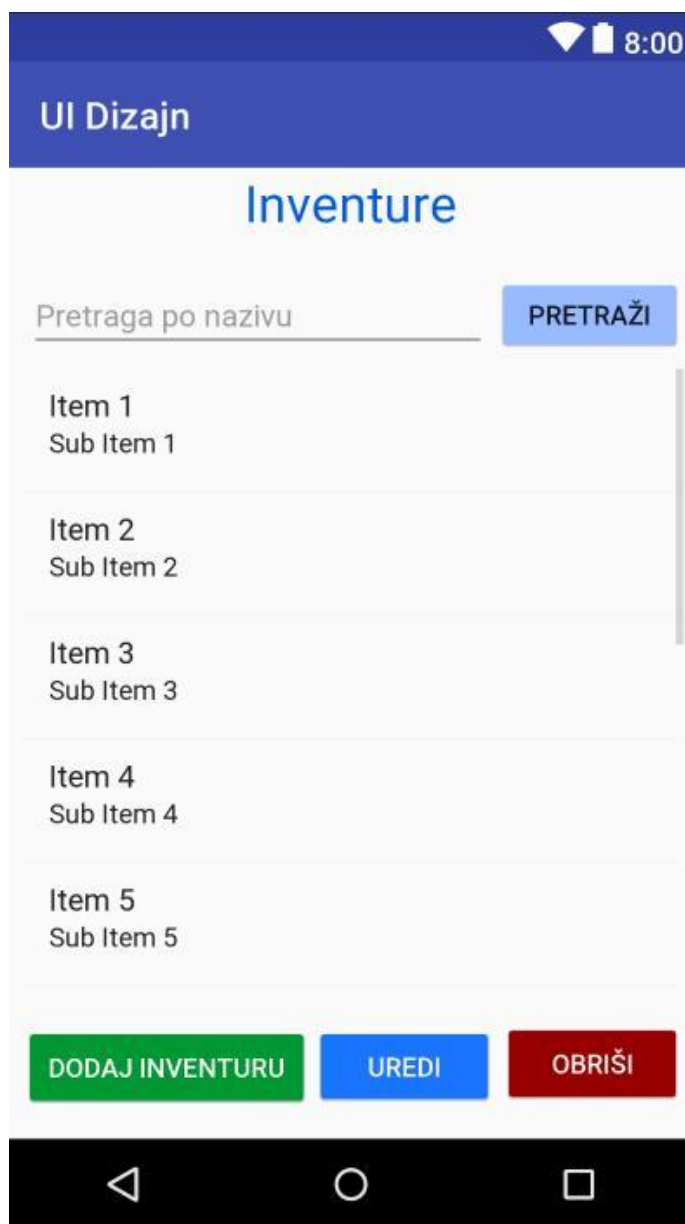 8:00
UI Dizajn
Inventure
Pretraga po nazivu PRETRAŽI
Item 1
Sub Item 1
Item 2
Sub Item 2
Item 3
Sub Item 3
Item 4
Sub Item 4
Item 5
Sub Item 5
DODAJ INVENTURU UREDI OBRIŠI